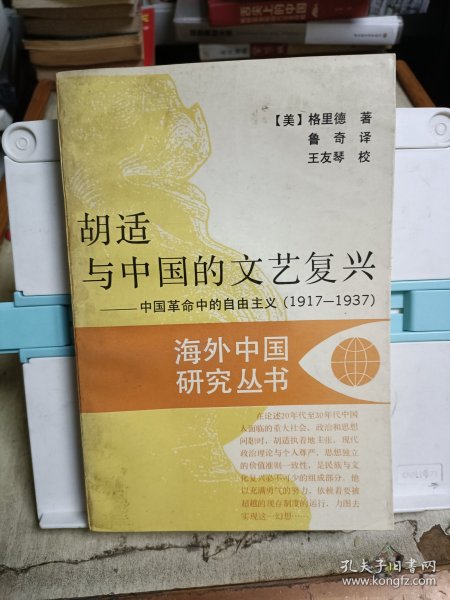 舌尖上的中国
【美】格里德 著
鲁奇 译
王友琴 校
胡适
与中国的文艺复兴
——中国革命中的自由主义(1917—1937)
海外中国
研究丛书
在论述20年代至30年代中国
人面临的重大社会、政治和思想
问题时，胡适执着地主张，现代
政治理论与个人尊严，思想独立
的价值准则一致性，是民族与文
化复兴必不可少的组成部分。他
以充满勇气的努力，依赖着要被
超越的现存制度的运行，力图去
实现这一幻想……
孔夫子旧书网
www.kongfz.com